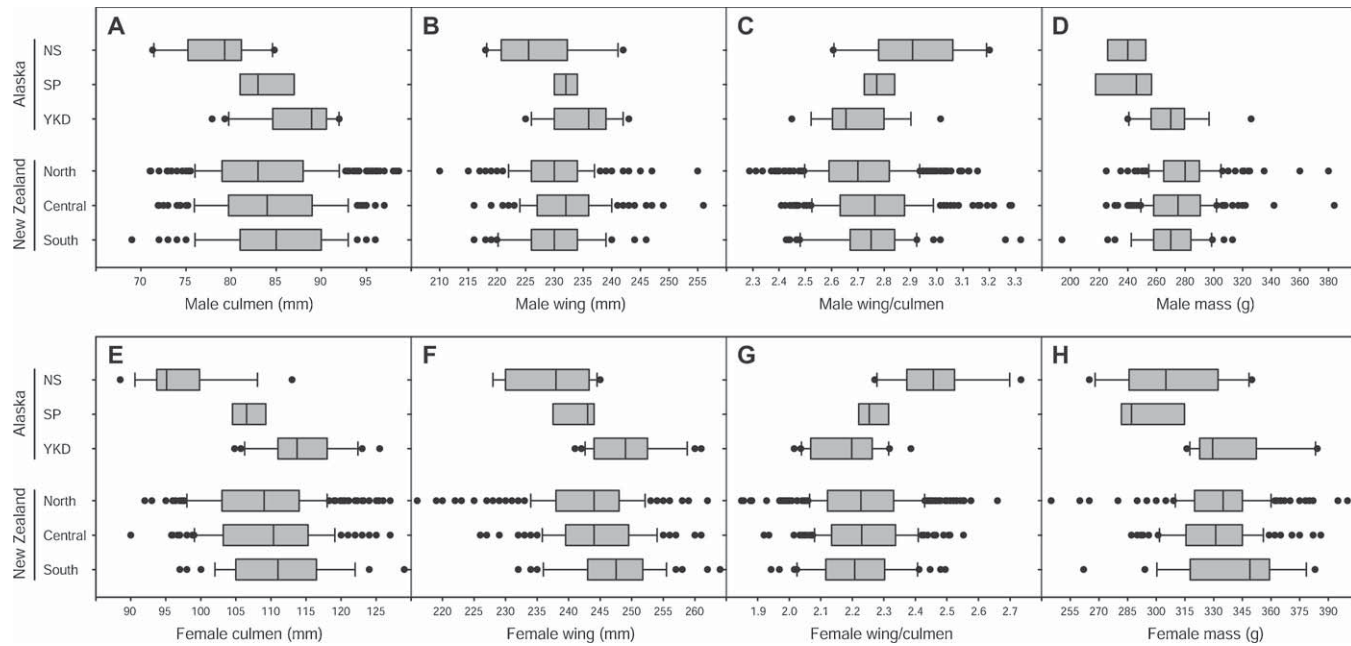 A B C D
Alaska
NS
SP
YKD
New Zealand
North
Central
South
70 75 80 85 90 95
Male culmen (mm)
210 215 220 225 230 235 240 245 250 255
Male wing (mm)
2.3 2.4 2.5 2.6 2.7 2.8 2.9 3.0 3.1 3.2 3.3
Male wing/culmen
200 220 240 260 280 300 320 340 360 380
Male mass (g)
E F G H
Alaska
NS
SP
YKD
New Zealand
North
Central
South
90 95 100 105 110 115 120 125
Female culmen (mm)
220 230 240 250 260
Female wing (mm)
1.9 2.0 2.1 2.2 2.3 2.4 2.5 2.6 2.7
Female wing/culmen
255 270 285 300 315 330 345 360 375 390
Female mass (g)